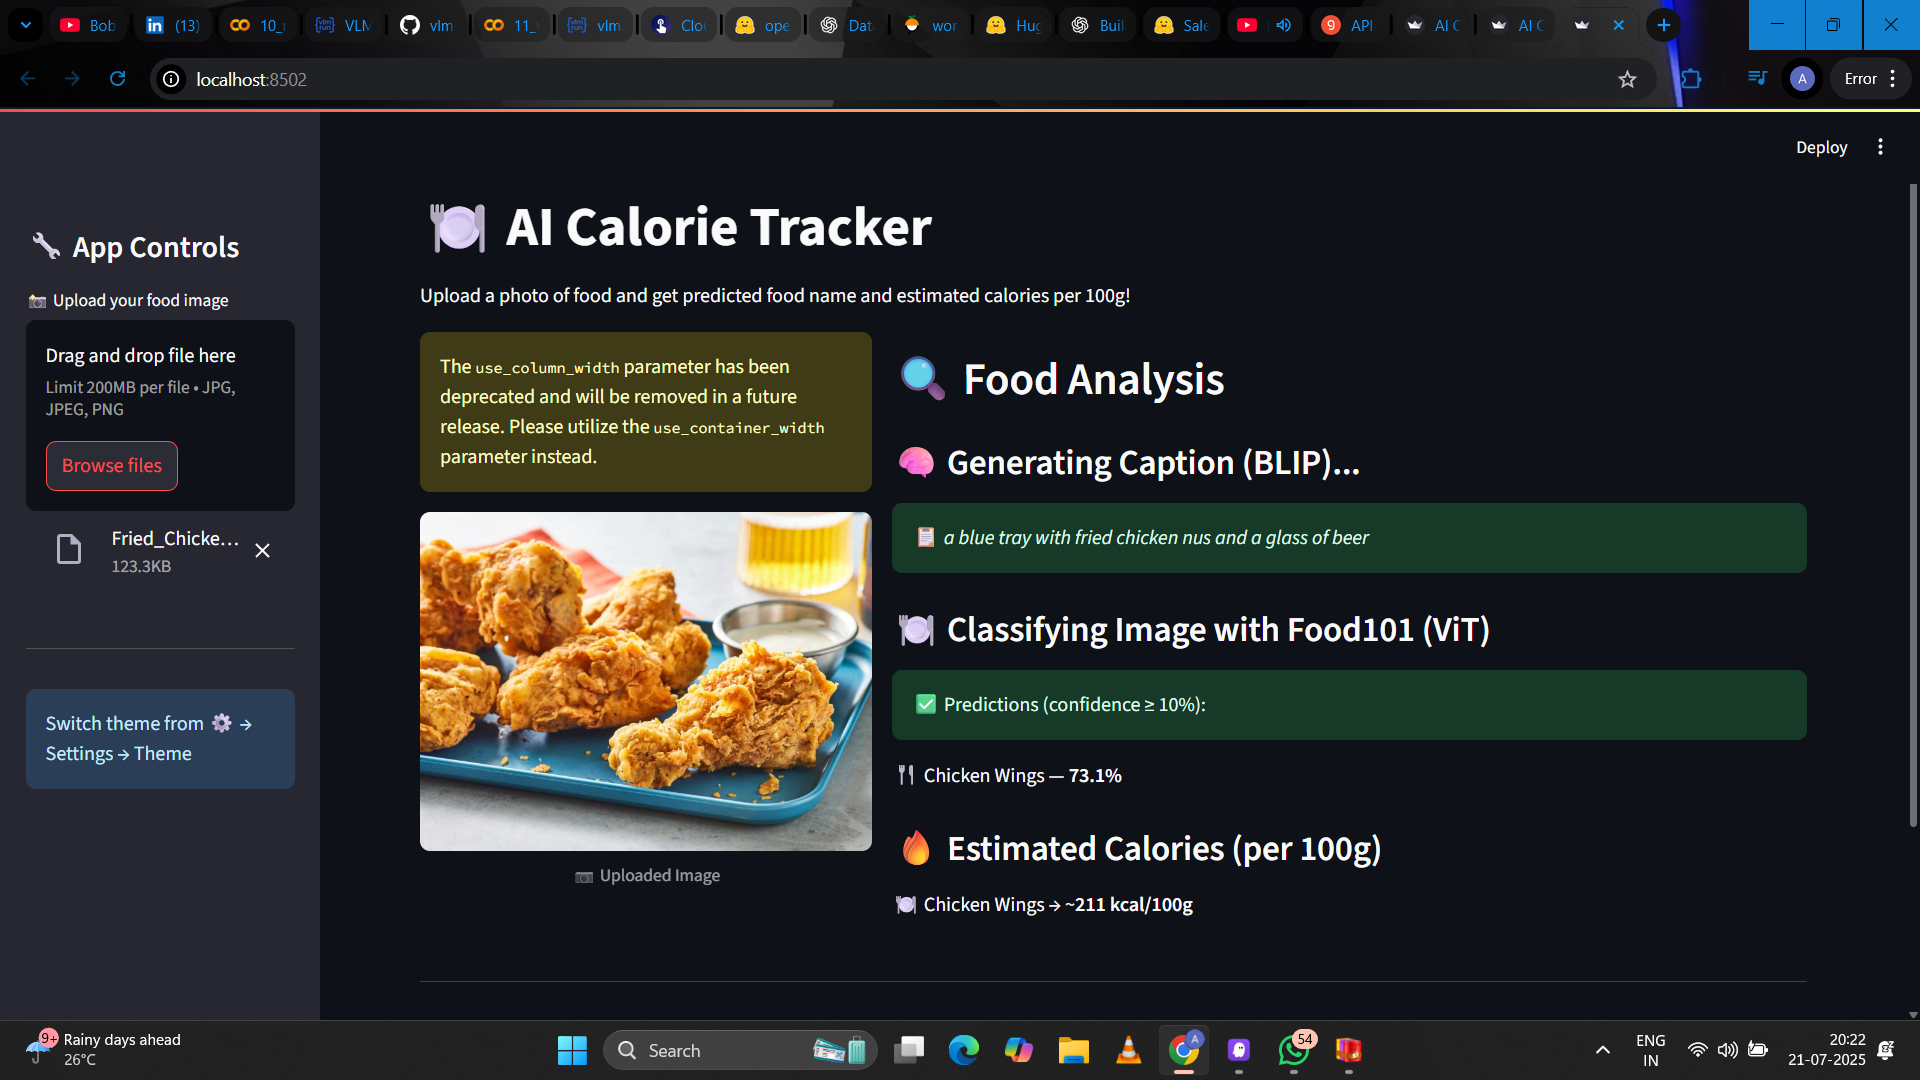 Bob
(13)
10_
VLM
vlm
11_
vlm
Clo
ope
Dat
wor
Hug
Buil
Sale
9 API
AI C
AI C
localhost:8502
A
Error
Deploy
App Controls
Upload your food image
Drag and drop file here
Limit 200MB per file • JPG,
JPEG, PNG
Browse files
Fried_Chicke...
123.3KB
Switch theme from ⚙ →
Settings → Theme
AI Calorie Tracker
Upload a photo of food and get predicted food name and estimated calories per 100g!
The use_column_width parameter has been
deprecated and will be removed in a future
release. Please utilize the use_container_width
parameter instead.
Uploaded Image
Food Analysis
Generating Caption (BLIP)...
a blue tray with fried chicken nus and a glass of beer
Classifying Image with Food101 (ViT)
Predictions (confidence ≥ 10%):
Chicken Wings — 73.1%
Estimated Calories (per 100g)
Chicken Wings → ~211 kcal/100g
9+
Rainy days ahead
26°C
Search
A
54
ENG
IN
20:22
21-07-2025